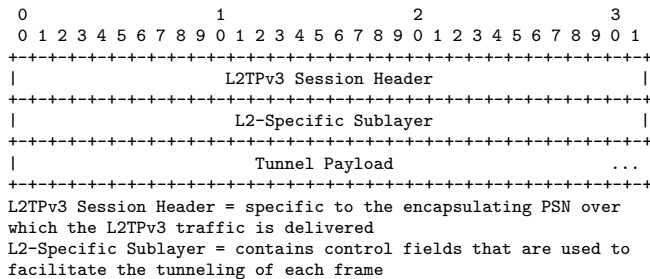 0                   1                   2                   3
0 1 2 3 4 5 6 7 8 9 0 1 2 3 4 5 6 7 8 9 0 1 2 3 4 5 6 7 8 9 0 1
+-+-+-+-+-+-+-+-+-+-+-+-+-+-+-+-+-+-+-+-+-+-+-+-+-+-+-+-+-+-+-+-+
| L2TPv3 Session Header |
+-+-+-+-+-+-+-+-+-+-+-+-+-+-+-+-+-+-+-+-+-+-+-+-+-+-+-+-+-+-+-+-+
| L2-Specific Sublayer |
+-+-+-+-+-+-+-+-+-+-+-+-+-+-+-+-+-+-+-+-+-+-+-+-+-+-+-+-+-+-+-+-+
| Tunnel Payload ...
+-+-+-+-+-+-+-+-+-+-+-+-+-+-+-+-+-+-+-+-+-+-+-+-+-+-+-+-+-+-+-+-+
L2TPv3 Session Header = specific to the encapsulating PSN over
which the L2TPv3 traffic is delivered
L2-Specific Sublayer = contains control fields that are used to
facilitate the tunneling of each frame